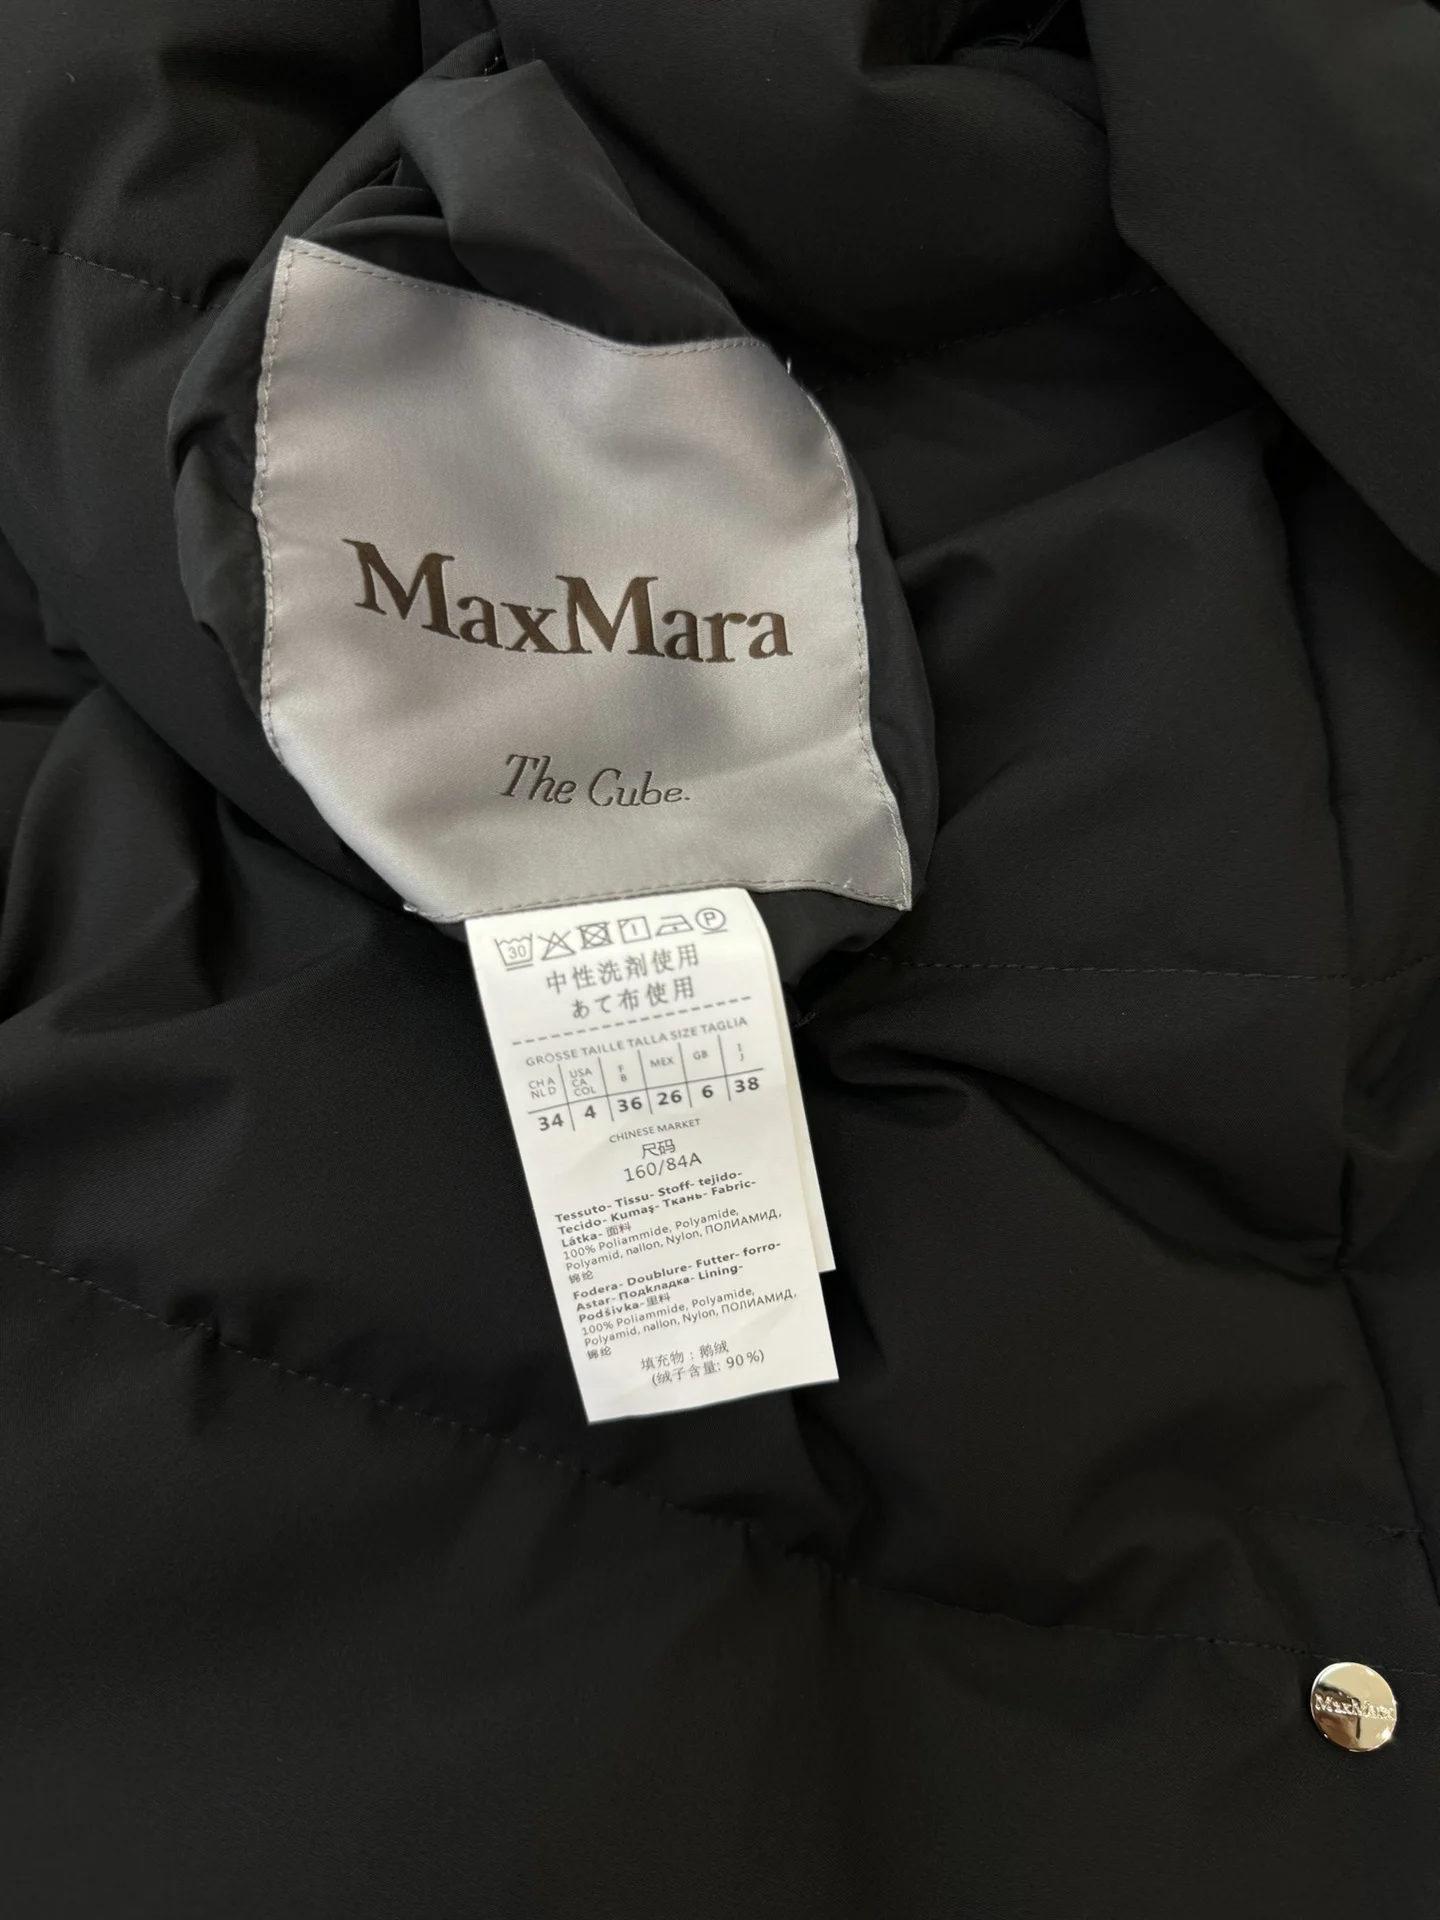 MaxMara
The Cube.
30 P
中性洗剤使用
あて布使用
GRÖSSE TAILLE TALLA SIZE TAGLIA
CH A NL D USA CA COL F B MEX GB I J
34 4 36 26 6 38
CHINESE MARKET
尺码
160/84A
Tessuto- Tissu- Stoff- tejido-
Tecido- Kumaş- Ткань- Fabric-
Látka- 面料
100% Poliammide, Polyamide,
Polyamid, nallon, Nylon, ПОЛИАМИД,
锦纶
Fodera- Doublure- Futter- forro-
Astar- Подкладка- Lining-
Podšivka- 里料
100% Poliammide, Polyamide,
Polyamid, nallon, Nylon, ПОЛИАМИД,
锦纶
填充物：鹅绒
(绒子含量: 90%)
MaxMara